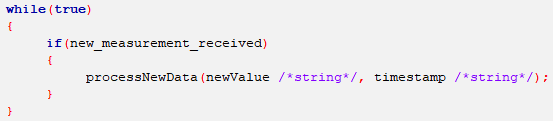 while(true)
{
if(new_measurement_received)
{
processNewData(newValue /*string*/, timestamp /*string*/);
}
}